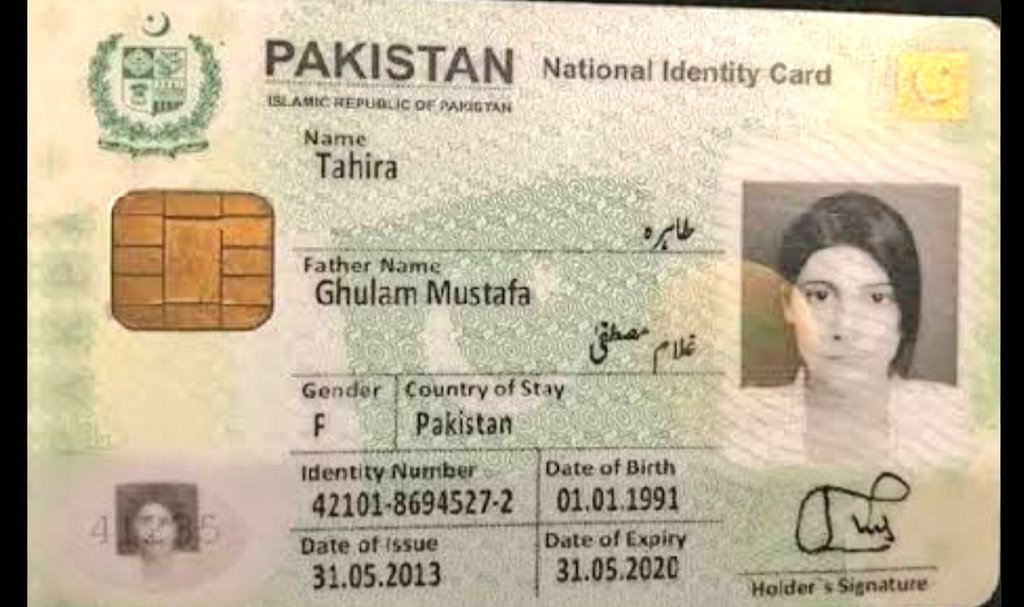 PAKISTAN National Identity Card
ISLAMIC REPUBLIC OF PAKISTAN
Name
Tahira
طاہرہ
Father Name
Ghulam Mustafa
غلام مصطفیٰ
Gender Country of Stay
F Pakistan
Identity Number Date of Birth
42101-8694527-2 01.01.1991
Date of Issue Date of Expiry
31.05.2013 31.05.2020
Holder's Signature